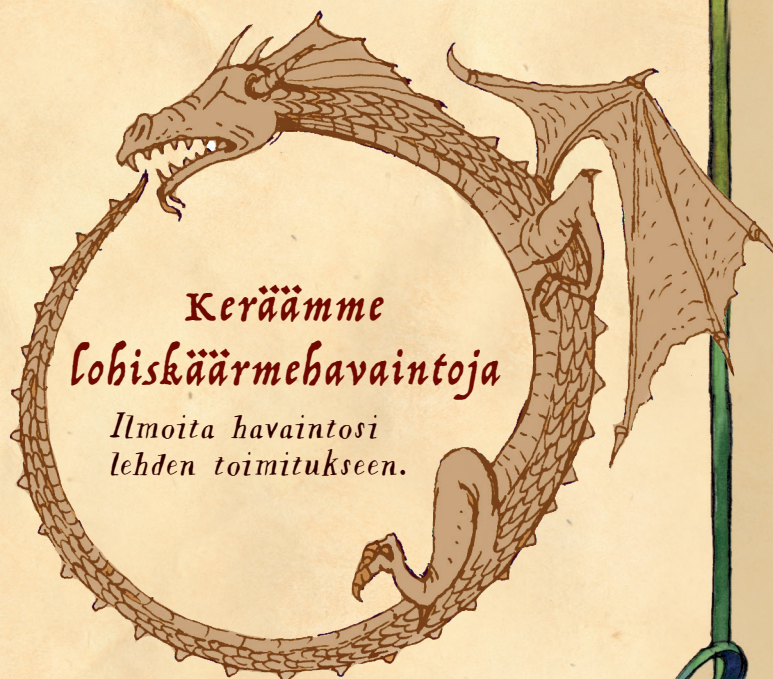 Keräämme
lohiskäärmehavaintoja
Ilmoita havaintosi
lehden toimitukseen.